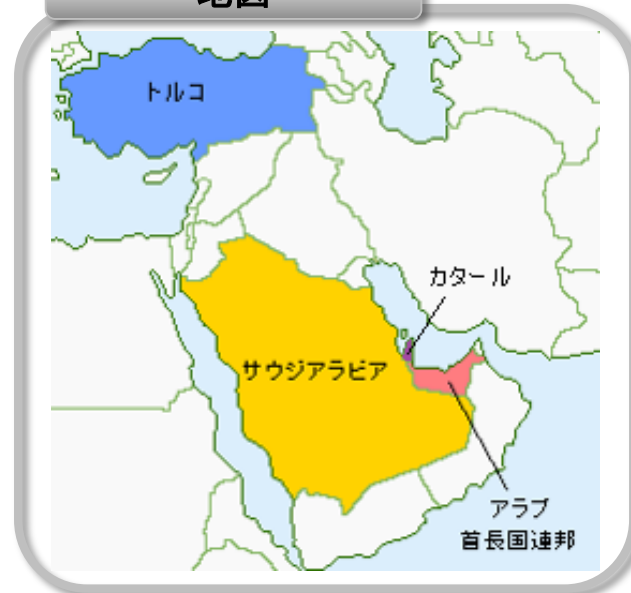 地図
トルコ
カタール
サウジアラビア
アラブ
首長国連邦